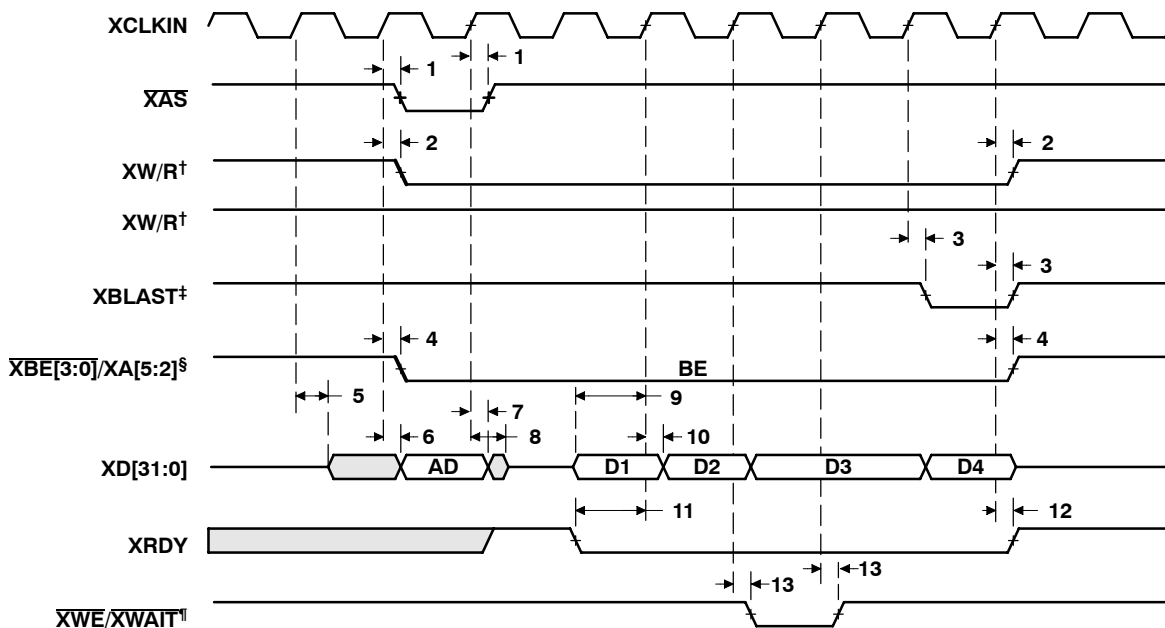 XCLKIN
1
1
XAS
2
2
XW/R†
XW/R†
3
3
XBLAST‡
4
4
XBE[3:0]/XA[5:2]§
BE
5
9
7
6
8
10
XD[31:0]
AD
D1
D2
D3
D4
11
12
XRDY
13
13
XWE/XWAIT¶